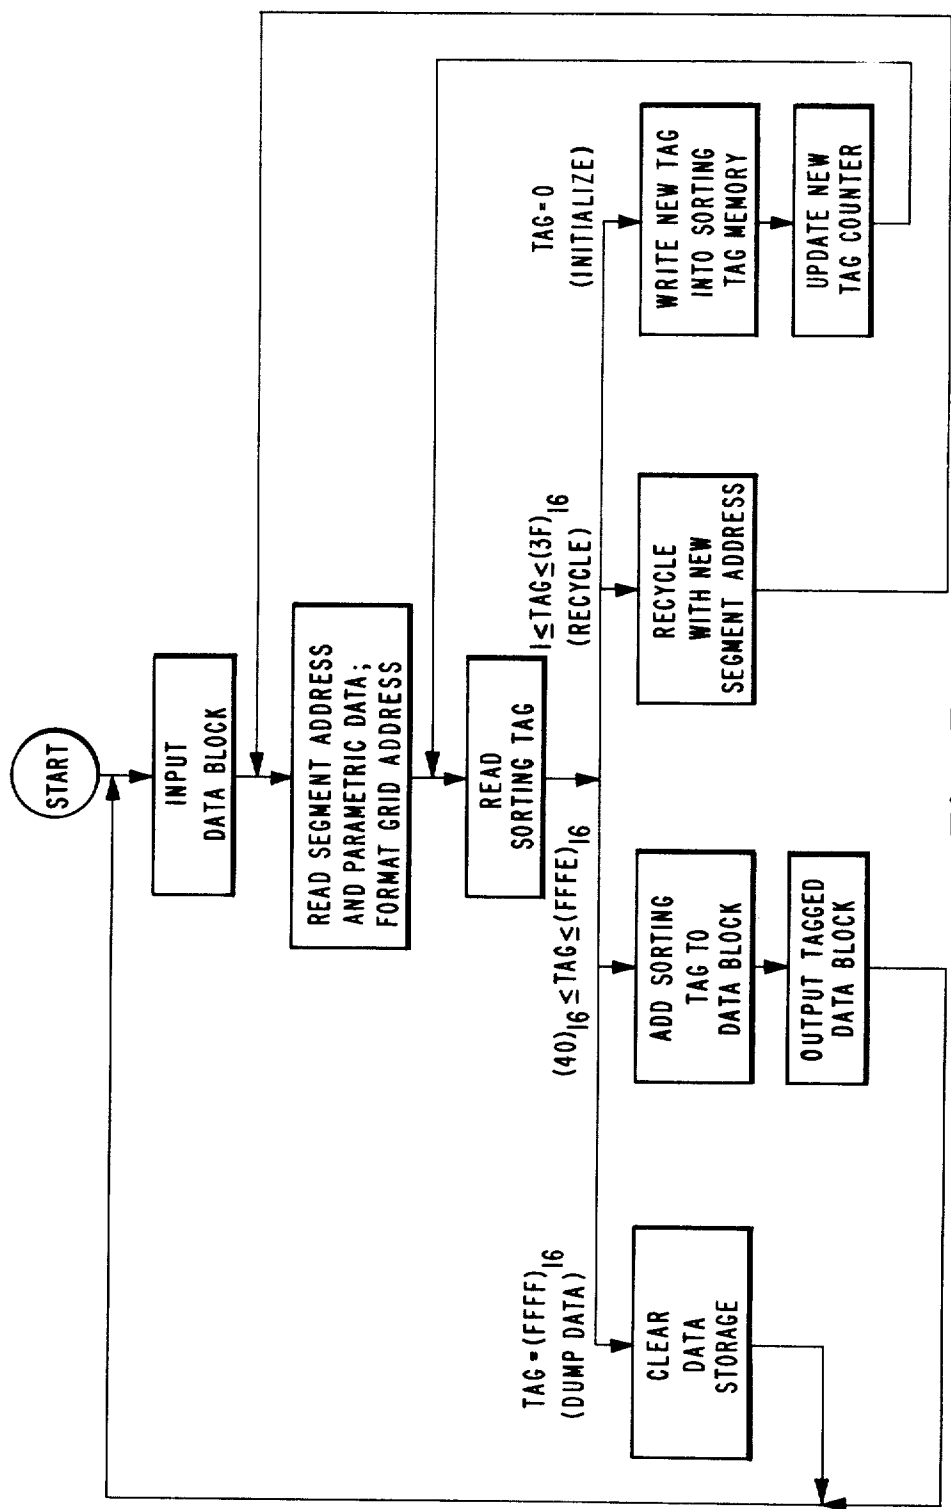 START
INPUT
DATA BLOCK
READ SEGMENT ADDRESS
AND PARAMETRIC DATA;
FORMAT GRID ADDRESS
READ
SORTING TAG
TAG=(FFFF)16
(DUMP DATA)
(40)16≤TAG≤(FFFE)16
1≤TAG≤(3F)16
(RECYCLE)
TAG=0
(INITIALIZE)
CLEAR
DATA
STORAGE
ADD SORTING
TAG TO
DATA BLOCK
OUTPUT TAGGED
DATA BLOCK
RECYCLE
WITH NEW
SEGMENT ADDRESS
WRITE NEW TAG
INTO SORTING
TAG MEMORY
UPDATE NEW
TAG COUNTER